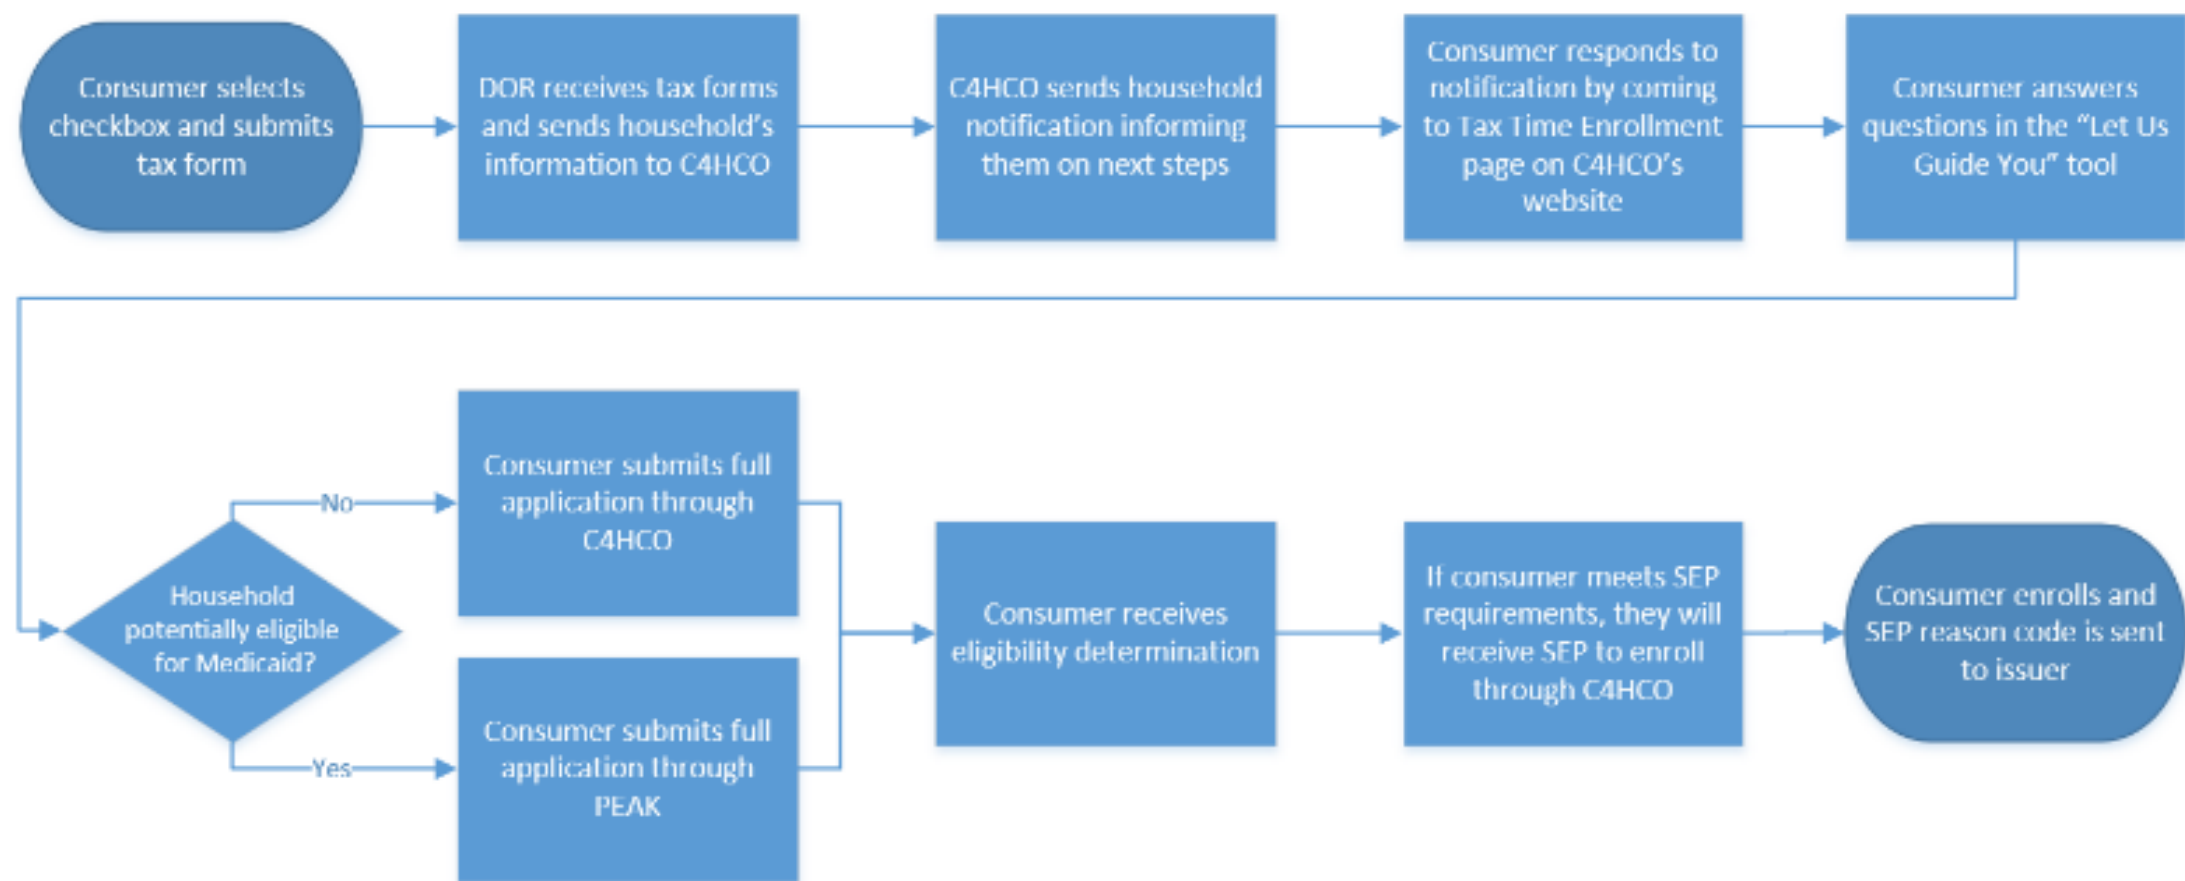 Consumer selects
checkbox and submits
tax form
DOR receives tax forms
and sends household's
information to C4HCO
C4HCO sends household
notification informing
them on next steps
Consumer responds to
notification by coming
to Tax Time Enrollment
page on C4HCO's
website
Consumer answers
questions in the "Let Us
Guide You" tool
Household
potentially eligible
for Medicaid?
No
Consumer submits full
application through
C4HCO
Yes
Consumer submits full
application through
PEAK
Consumer receives
eligibility determination
If consumer meets SEP
requirements, they will
receive SEP to enroll
through C4HCO
Consumer enrolls and
SEP reason code is sent
to issuer